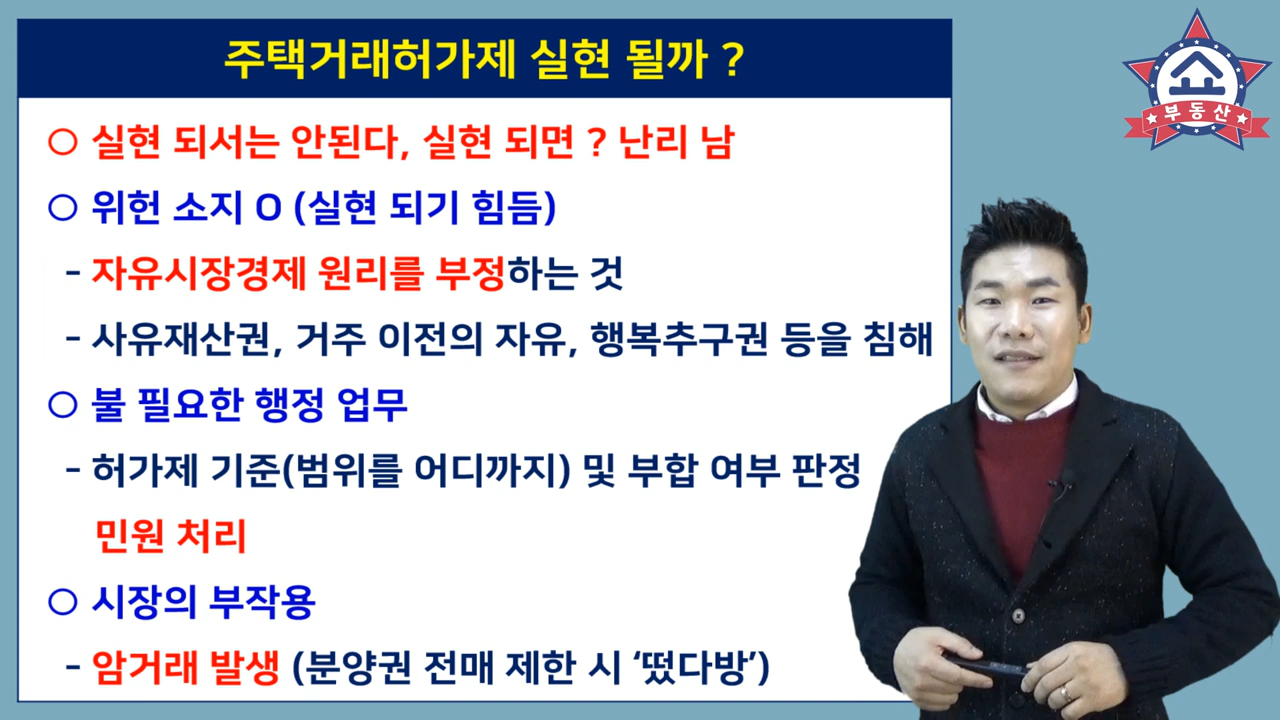 주택거래허가제 실현 될까 ?
○ 실현 되서는 안된다, 실현 되면 ? 난리 남
○ 위헌 소지 O (실현 되기 힘듬)
- 자유시장경제 원리를 부정하는 것
- 사유재산권, 거주 이전의 자유, 행복추구권 등을 침해
○ 불 필요한 행정 업무
- 허가제 기준(범위를 어디까지) 및 부합 여부 판정
민원 처리
○ 시장의 부작용
- 암거래 발생 (분양권 전매 제한 시 ‘떴다방’)
쇼
부동산